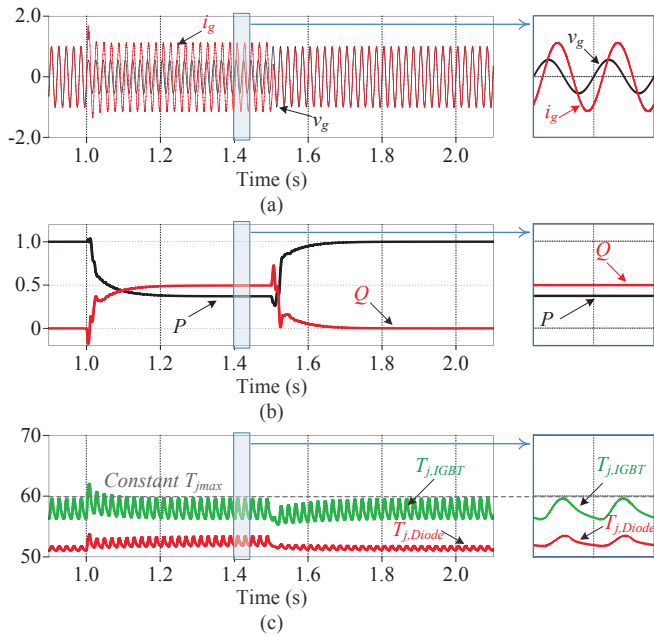 2.0
0
-2.0
i_g
v_g
1.0 1.2 1.4 1.6 1.8 2.0
Time (s)
(a)
v_g
i_g
1.0
0.5
0
P
Q
1.0 1.2 1.4 1.6 1.8 2.0
Time (s)
(b)
Q
P
70
60
50
Constant T_jmax
T_j,IGBT
T_j,Diode
1.0 1.2 1.4 1.6 1.8 2.0
Time (s)
(c)
T_j,IGBT
T_j,Diode